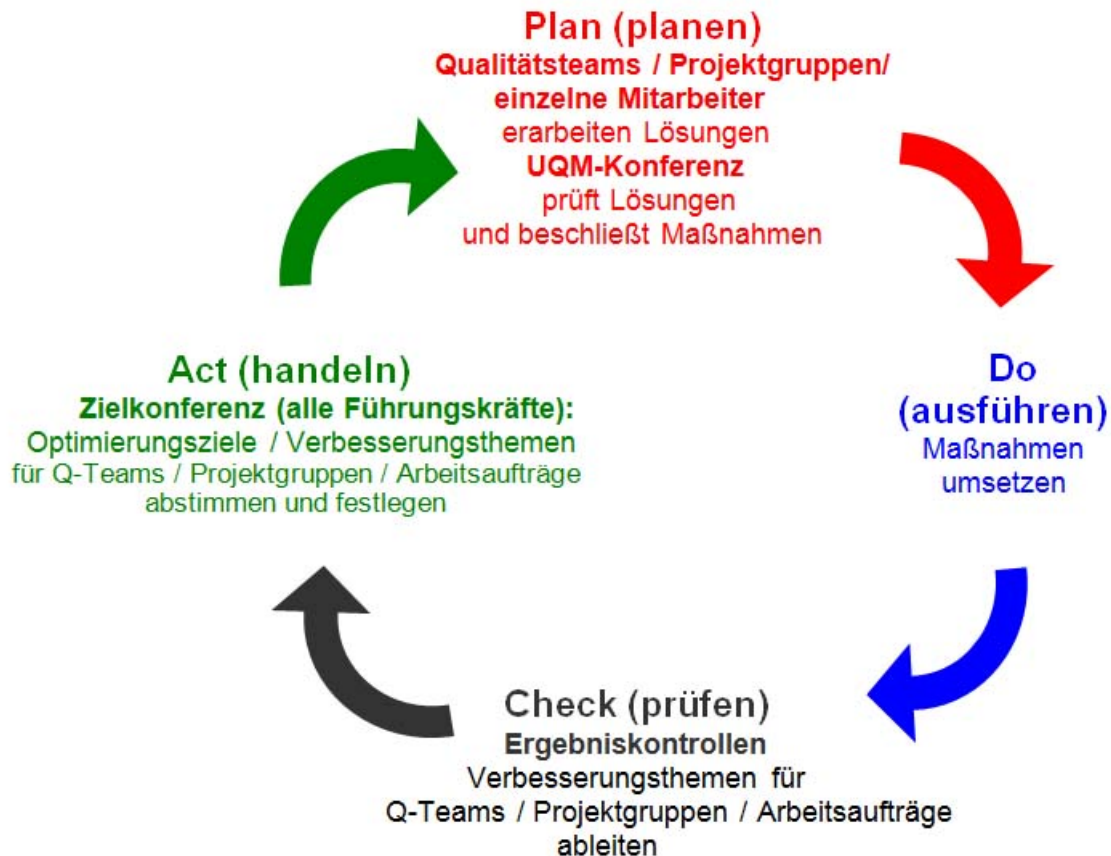 Plan (planen)
Qualitätsteams / Projektgruppen/
einzelne Mitarbeiter
erarbeiten Lösungen
UQM-Konferenz
prüft Lösungen
und beschließt Maßnahmen
Do
(ausführen)
Maßnahmen
umsetzen
Check (prüfen)
Ergebniskontrollen
Verbesserungsthemen für
Q-Teams / Projektgruppen / Arbeitsaufträge
ableiten
Act (handeln)
Zielkonferenz (alle Führungskräfte):
Optimierungsziele / Verbesserungsthemen
für Q-Teams / Projektgruppen / Arbeitsaufträge
abstimmen und festlegen